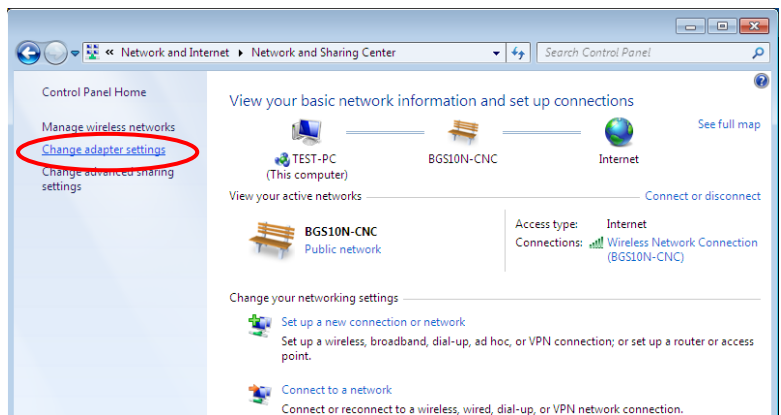 « Network and Internet ▸ Network and Sharing Center
Search Control Panel
Control Panel Home
Manage wireless networks
Change adapter settings
Change advanced sharing
settings
View your basic network information and set up connections
See full map
TEST-PC
(This computer)
BGS10N-CNC
Internet
View your active networks
Connect or disconnect
BGS10N-CNC
Public network
Access type: Internet
Connections: Wireless Network Connection
(BGS10N-CNC)
Change your networking settings
Set up a new connection or network
Set up a wireless, broadband, dial-up, ad hoc, or VPN connection; or set up a router or access
point.
Connect to a network
Connect or reconnect to a wireless, wired, dial-up, or VPN network connection.